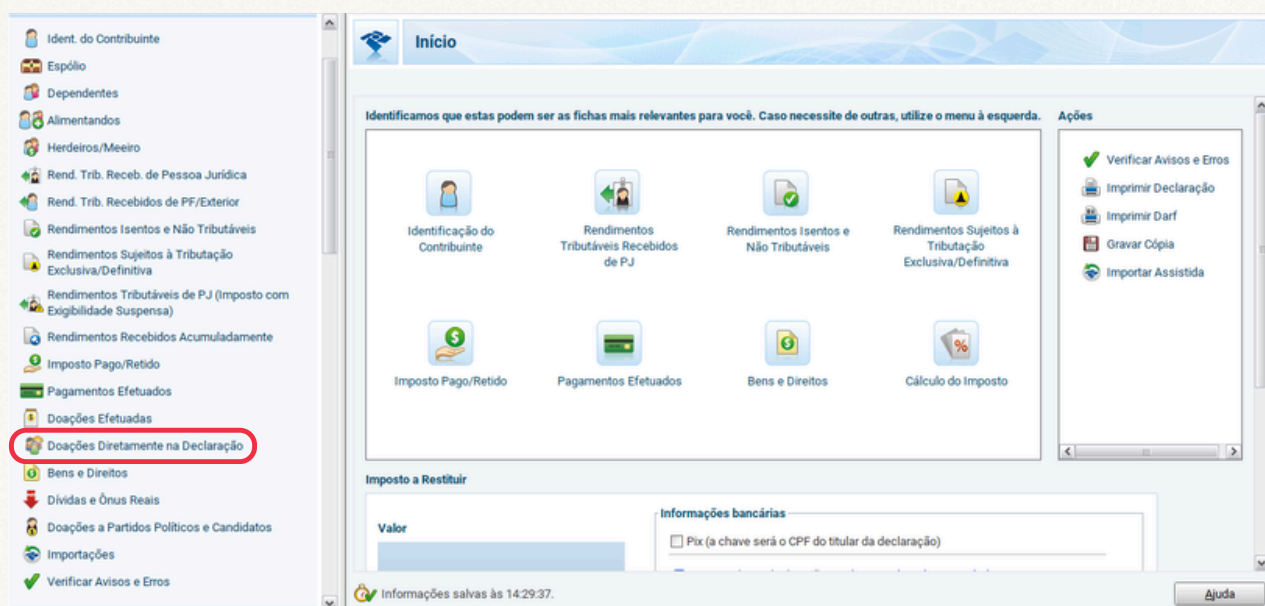 Ident. do Contribuinte
Espólio
Dependentes
Alimentandos
Herdeiros/Meeiro
Rend. Trib. Receb. de Pessoa Jurídica
Rend. Trib. Recebidos de PF/Exterior
Rendimentos Isentos e Não Tributáveis
Rendimentos Sujeitos à Tributação
Exclusiva/Definitiva
Rendimentos Tributáveis de PJ (Imposto com
Exigibilidade Suspensa)
Rendimentos Recebidos Acumuladamente
Imposto Pago/Retido
Pagamentos Efetuados
Doações Efetuadas
Doações Diretamente na Declaração
Bens e Direitos
Dívidas e Ônus Reais
Doações a Partidos Políticos e Candidatos
Importações
Verificar Avisos e Erros
Início
Identificamos que estas podem ser as fichas mais relevantes para você. Caso necessite de outras, utilize o menu à esquerda.
Identificação do
Contribuinte
Rendimentos
Tributáveis Recebidos
de PJ
Rendimentos Isentos e
Não Tributáveis
Rendimentos Sujeitos à
Tributação
Exclusiva/Definitiva
Imposto Pago/Retido
Pagamentos Efetuados
Bens e Direitos
Cálculo do Imposto
Ações
Verificar Avisos e Erros
Imprimir Declaração
Imprimir Darf
Gravar Cópia
Importar Assistida
Imposto a Restituir
Valor
Informações bancárias
Pix (a chave será o CPF do titular da declaração)
Informações salvas às 14:29:37.
Ajuda